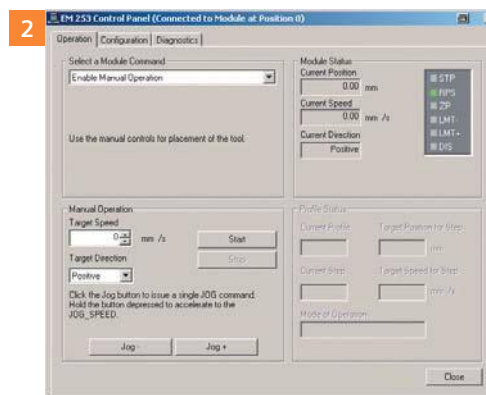 2
EM 253 Control Panel (Connected to Module at Position 0)
Operation Configuration Diagnostics
Select a Module Command
Enable Manual Operation
Use the manual controls for placement of the tool.
Module Status
Current Position
0.00 mm
Current Speed
0.00 mm /s
Current Direction
Positive
STP
RPS
ZP
LMT-
LMT+
DIS
Manual Operation
Target Speed
0 mm /s
Start
Target Direction
Stop
Positive
Click the Jog button to issue a single JOG command.
Hold the button depressed to accelerate to the
JOG_SPEED.
Jog - Jog +
Profile Status
Current Profile Target Position for Step
mm
Current Step Target Speed for Step
mm /s
Mode of Operation
Close